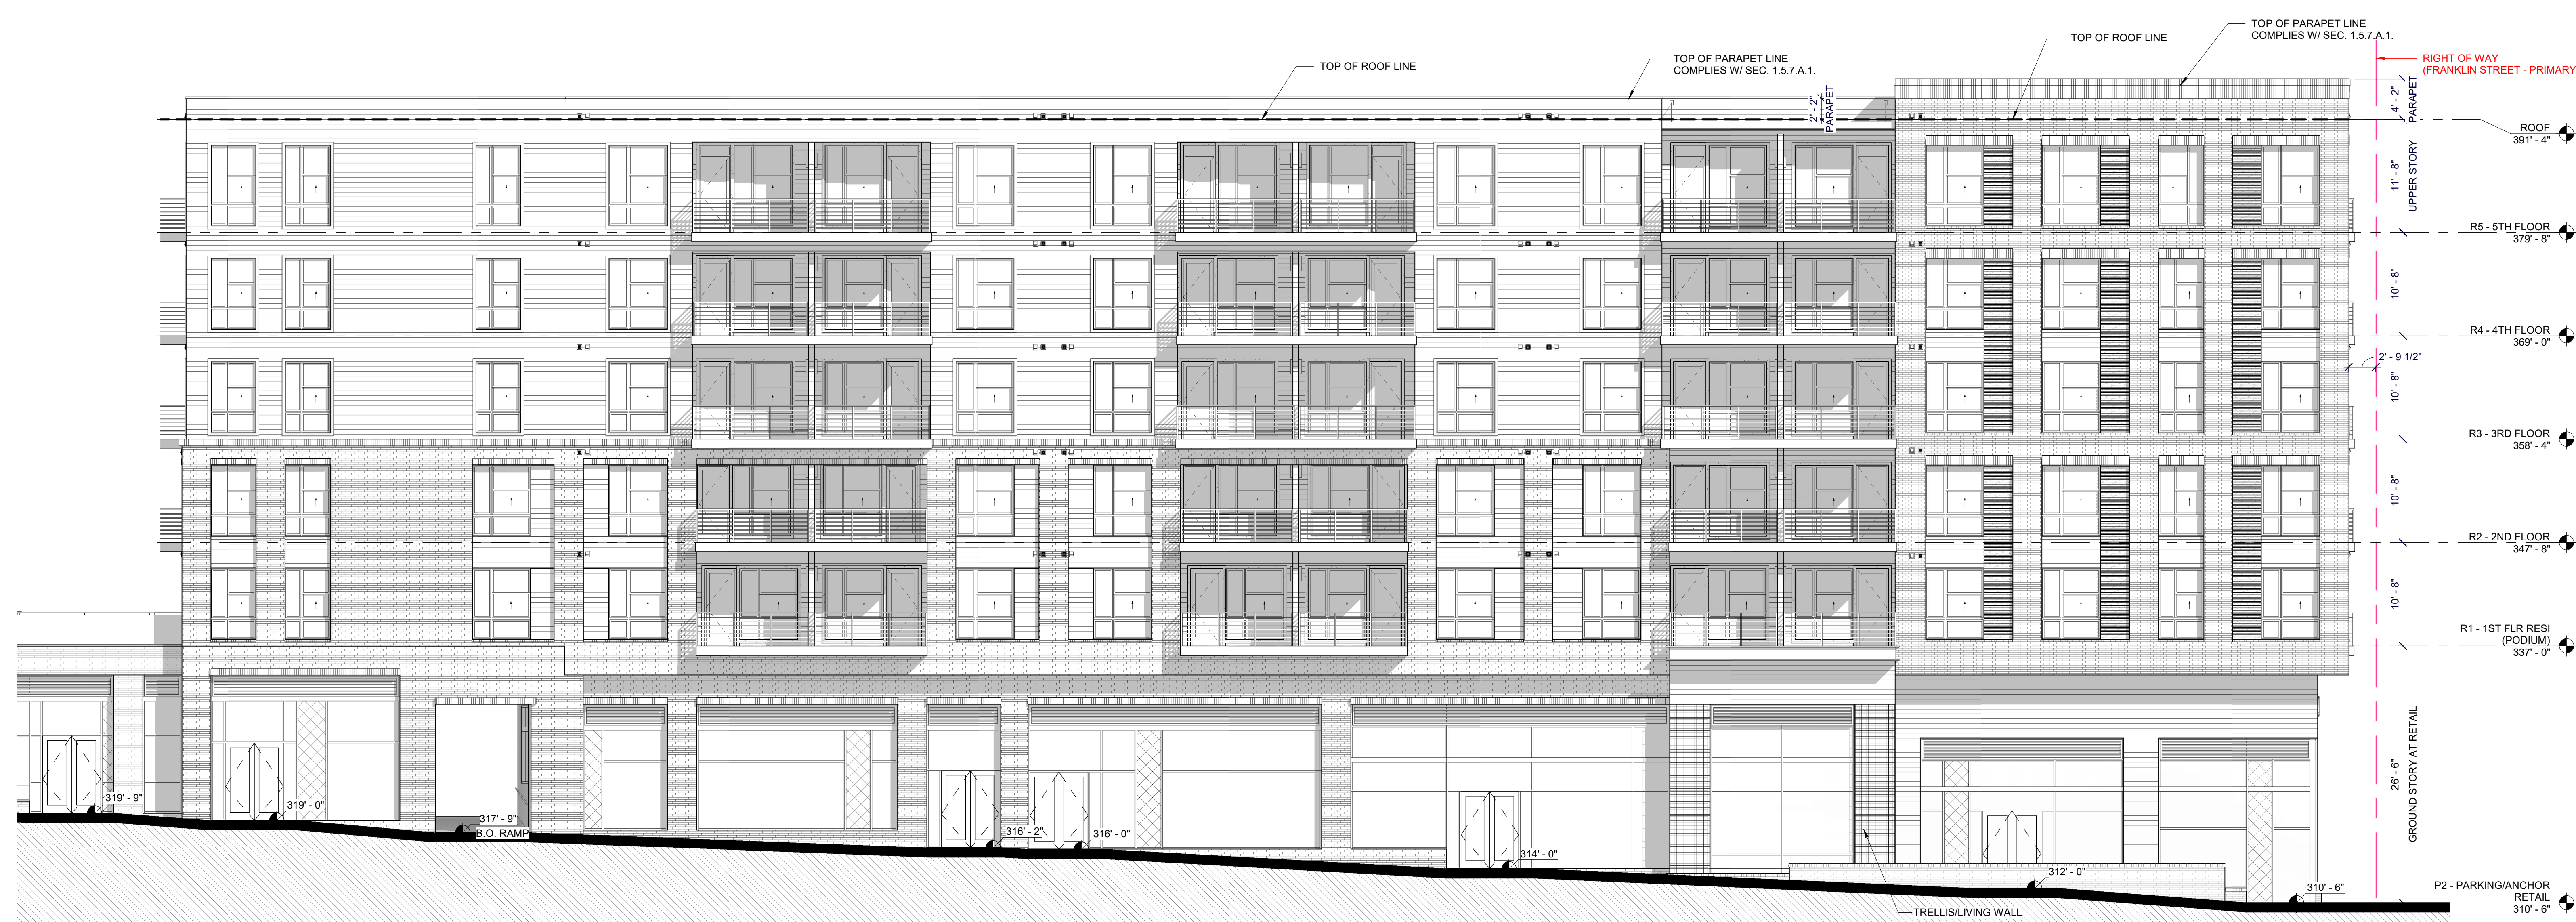 TOP OF PARAPET LINE
COMPLIES W/ SEC. 1.5.7.A.1.
TOP OF ROOF LINE
TOP OF ROOF LINE
TOP OF PARAPET LINE
COMPLIES W/ SEC. 1.5.7.A.1.
RIGHT OF WAY
(FRANKLIN STREET - PRIMARY
2' - 2"
PARAPET
4' - 2"
PARAPET
ROOF
391' - 4"
11' - 8"
UPPER STORY
R5 - 5TH FLOOR
379' - 8"
10' - 8"
R4 - 4TH FLOOR
369' - 0"
2' - 9 1/2"
10' - 8"
R3 - 3RD FLOOR
358' - 4"
10' - 8"
R2 - 2ND FLOOR
347' - 8"
10' - 8"
R1 - 1ST FLR RESI
(PODIUM)
337' - 0"
26' - 6"
GROUND STORY AT RETAIL
319' - 9"
319' - 0"
317' - 9"
B.O. RAMP
316' - 2"
316' - 0"
314' - 0"
312' - 0"
310' - 6"
P2 - PARKING/ANCHOR
RETAIL
310' - 6"
TRELLIS/LIVING WALL